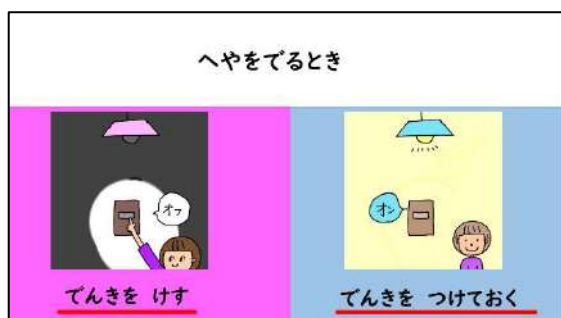 へやをでるとき
オフ
オン
でんきを けす
でんきを つけておく